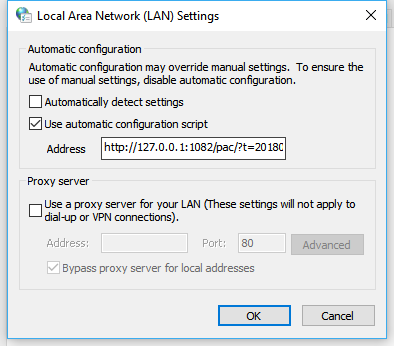 Local Area Network (LAN) Settings
Automatic configuration
Automatic configuration may override manual settings. To ensure the
use of manual settings, disable automatic configuration.
Automatically detect settings
Use automatic configuration script
Address http://127.0.0.1:1082/pac/?t=20180
Proxy server
Use a proxy server for your LAN (These settings will not apply to
dial-up or VPN connections).
Address: Port: 80 Advanced
Bypass proxy server for local addresses
OK Cancel